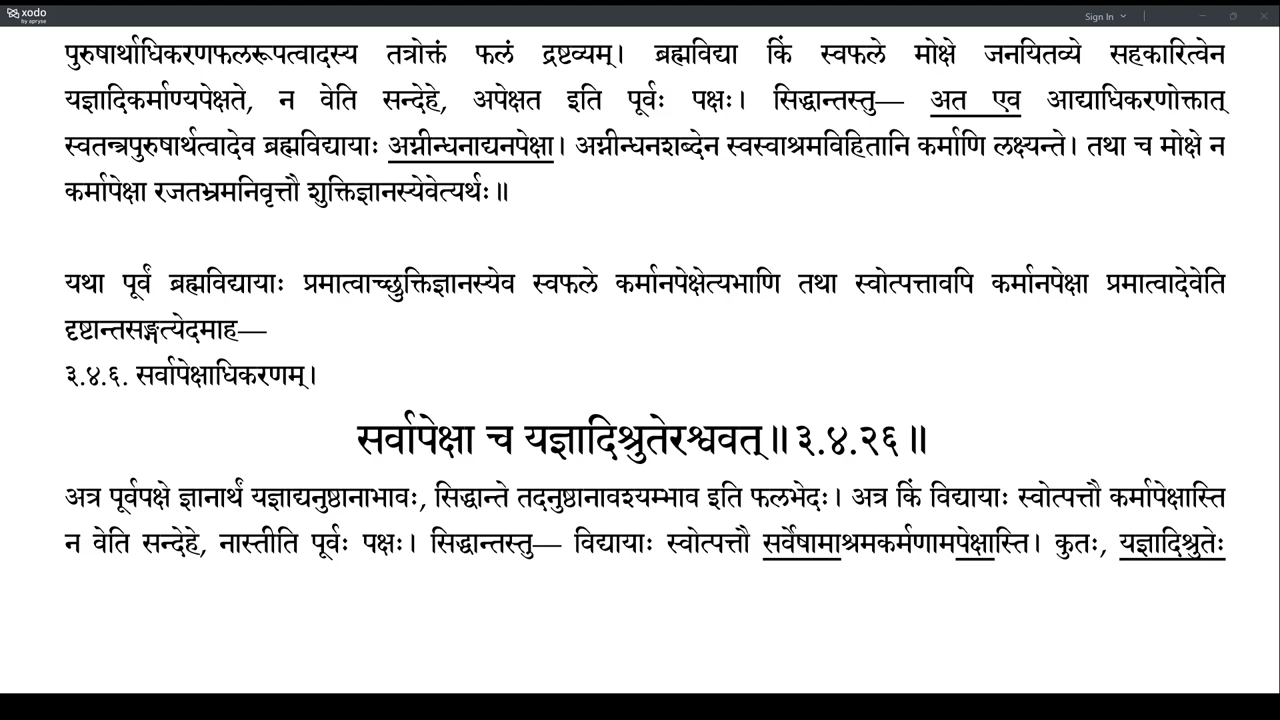 xodo
by apryse
Sign In
पुरुषार्थाधिकरणफलरूपत्वादस्य तत्रोक्तं फलं द्रष्टव्यम्। ब्रह्मविद्या किं स्वफले मोक्षे जनयितव्ये सहकारित्वेन
यज्ञादिकर्माण्यपेक्षते, न वेति सन्देहे, अपेक्षत इति पूर्वः पक्षः। सिद्धान्तस्तु— अत एव आद्याधिकरणोक्तात्
स्वतन्त्रपुरुषार्थत्वादेव ब्रह्मविद्यायाः अग्नीन्धनाद्यनपेक्षा। अग्नीन्धनशब्देन स्वस्वाश्रमविहितानि कर्माणि लक्ष्यन्ते। तथा च मोक्षे न
कर्मापेक्षा रजतभ्रमनिवृत्तौ शुक्तिज्ञानस्येवेत्यर्थः॥
यथा पूर्वं ब्रह्मविद्यायाः प्रमात्वाच्छुक्तिज्ञानस्येव स्वफले कर्मानपेक्षेत्यभाणि तथा स्वोत्पत्तावपि कर्मानपेक्षा प्रमात्वादेवेति
दृष्टान्तसङ्गत्येदमाह—
३.४.६. सर्वापेक्षाधिकरणम्।
सर्वापेक्षा च यज्ञादिश्रुतेरश्ववत्॥३.४.२६॥
अत्र पूर्वपक्षे ज्ञानार्थं यज्ञाद्यनुष्ठानाभावः, सिद्धान्ते तदनुष्ठानावश्यम्भाव इति फलभेदः। अत्र किं विद्यायाः स्वोत्पत्तौ कर्मापेक्षास्ति
न वेति सन्देहे, नास्तीति पूर्वः पक्षः। सिद्धान्तस्तु— विद्यायाः स्वोत्पत्तौ सर्वेषामाश्रमकर्मणामपेक्षास्ति। कुतः, यज्ञादिश्रुतेः